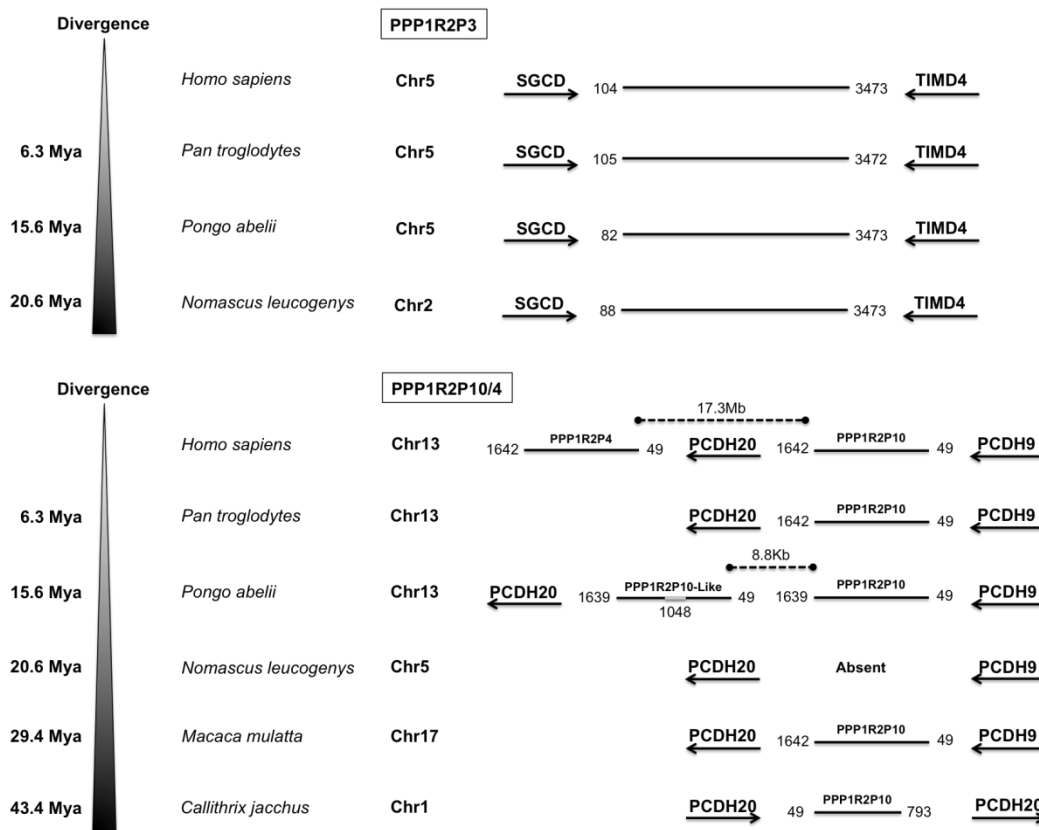 Divergence PPP1R2P3
Homo sapiens Chr5 SGCD 104 3473 TIMD4
6.3 Mya Pan troglodytes Chr5 SGCD 105 3472 TIMD4
15.6 Mya Pongo abelii Chr5 SGCD 82 3473 TIMD4
20.6 Mya Nomascus leucogenys Chr2 SGCD 88 3473 TIMD4
Divergence PPP1R2P10/4
17.3Mb
Homo sapiens Chr13 1642 PPP1R2P4 49 PCDH20 1642 PPP1R2P10 49 PCDH9
6.3 Mya Pan troglodytes Chr13 PCDH20 1642 PPP1R2P10 49 PCDH9
8.8Kb
15.6 Mya Pongo abelii Chr13 PCDH20 1639 PPP1R2P10-Like 49 1639 PPP1R2P10 49 PCDH9
1048
20.6 Mya Nomascus leucogenys Chr5 PCDH20 Absent PCDH9
29.4 Mya Macaca mulatta Chr17 PCDH20 1642 PPP1R2P10 49 PCDH9
43.4 Mya Callithrix jacchus Chr1 PCDH20 49 PPP1R2P10 793 PCDH20